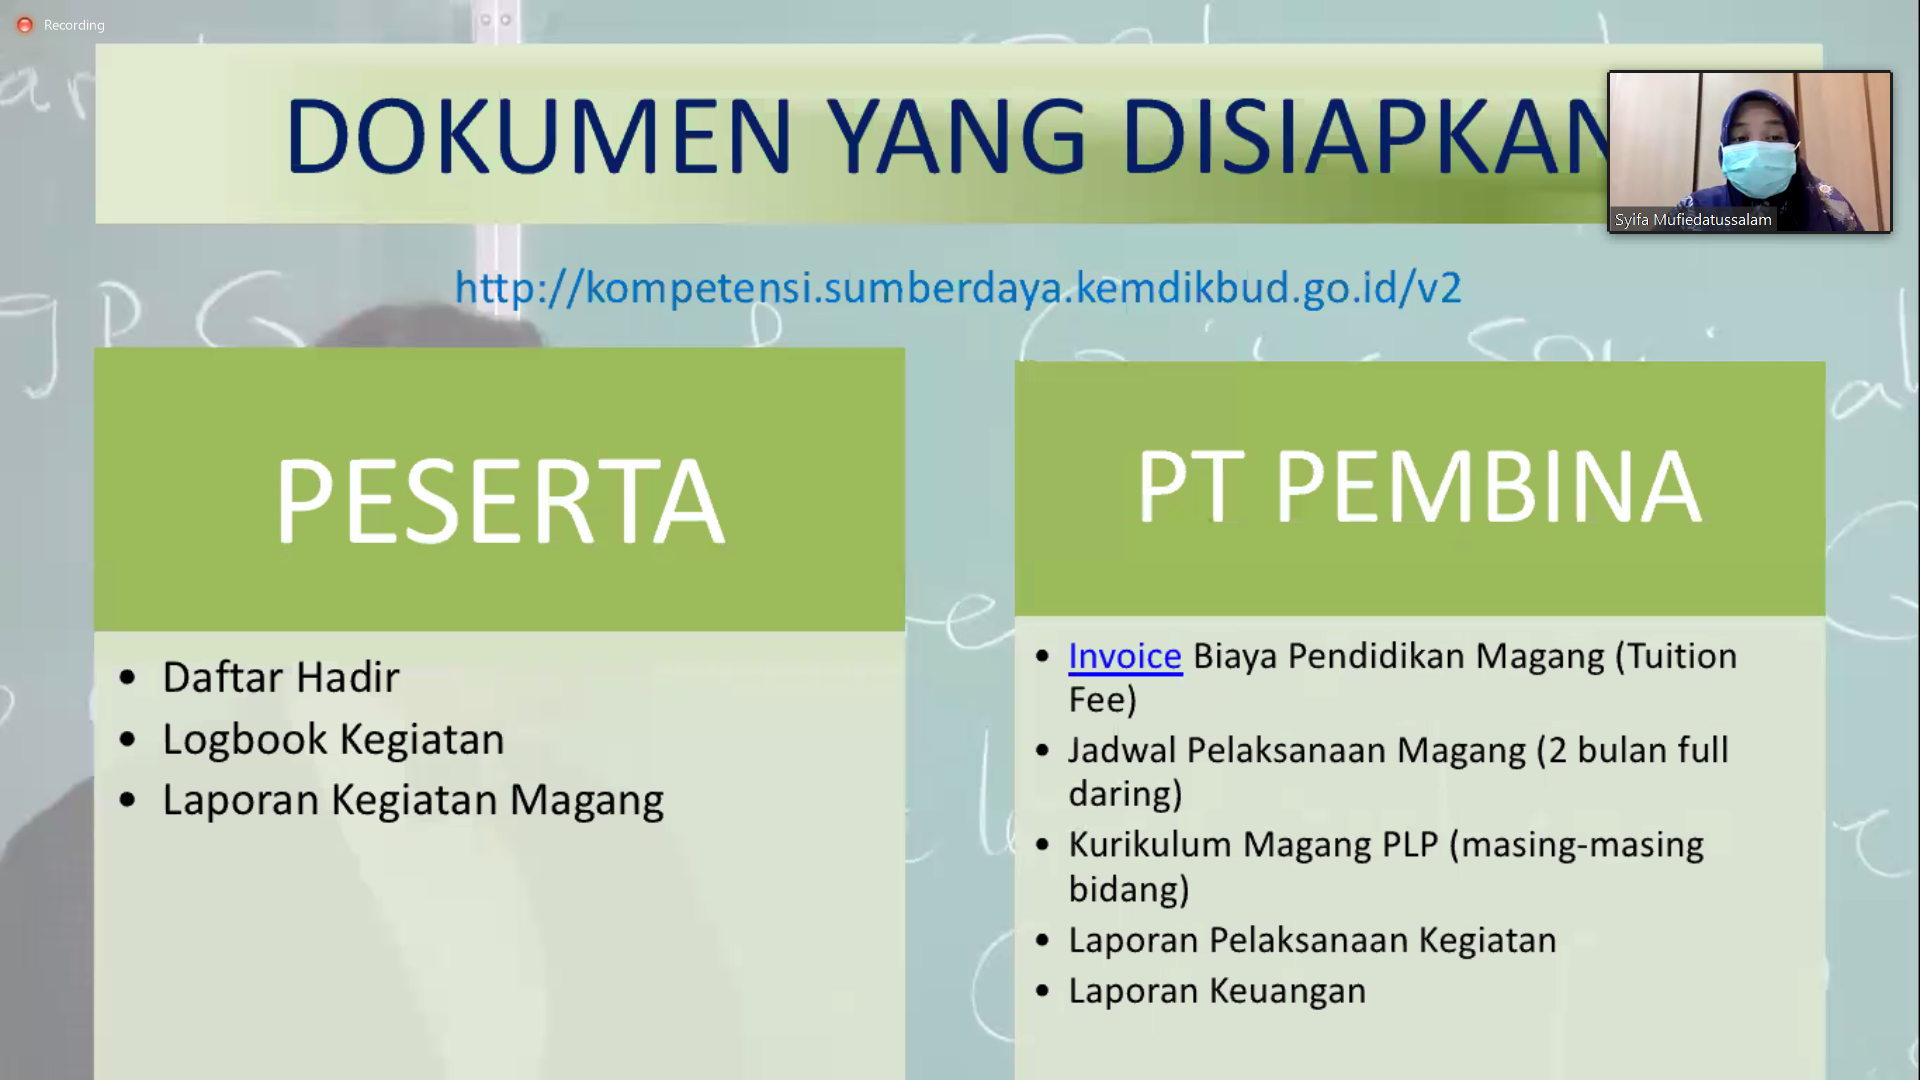 Recording
DOKUMEN YANG DISIAPKAN
Syifa Mufiedatussalam
http://kompetensi.sumberdaya.kemdikbud.go.id/v2
PESERTA
• Daftar Hadir
• Logbook Kegiatan
• Laporan Kegiatan Magang
PT PEMBINA
• Invoice Biaya Pendidikan Magang (Tuition
Fee)
• Jadwal Pelaksanaan Magang (2 bulan full
daring)
• Kurikulum Magang PLP (masing-masing
bidang)
• Laporan Pelaksanaan Kegiatan
• Laporan Keuangan